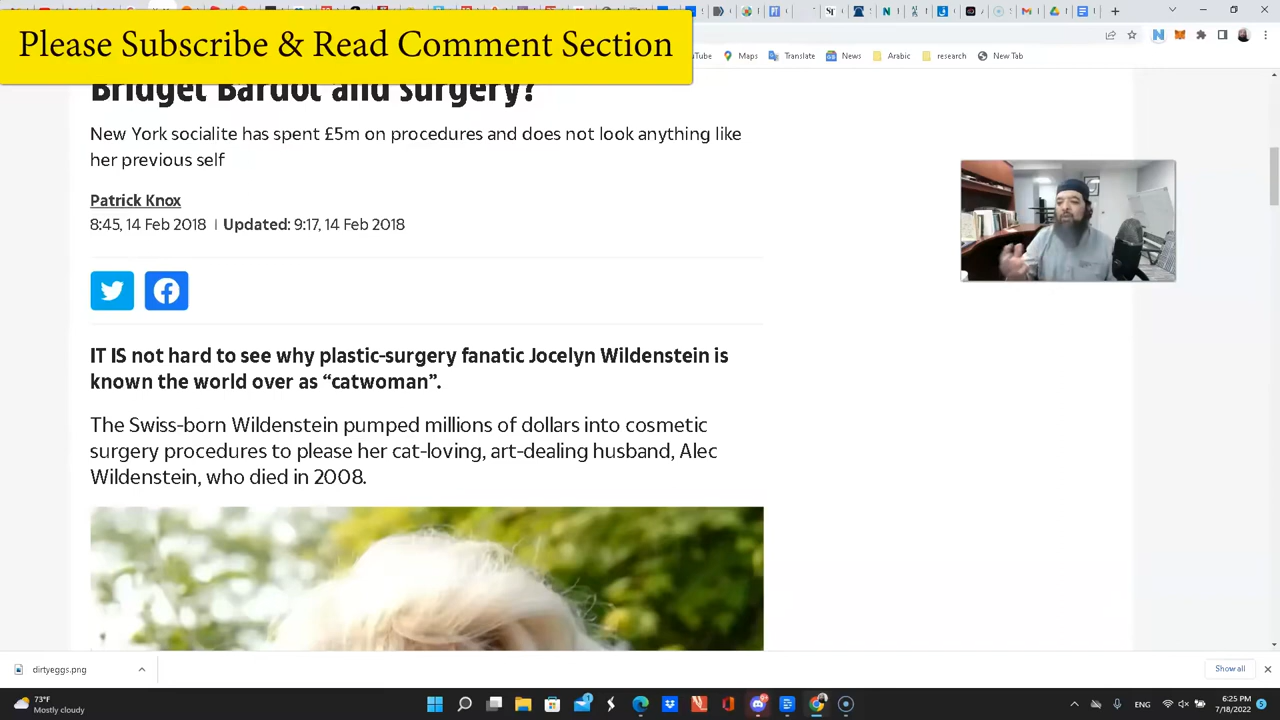 Please Subscribe & Read Comment Section
YouTube
Maps
Translate
News
Arabic
research
New Tab
Bridget Bardot and surgery?
New York socialite has spent £5m on procedures and does not look anything like
her previous self
Patrick Knox
8:45, 14 Feb 2018 | Updated: 9:17, 14 Feb 2018
IT IS not hard to see why plastic-surgery fanatic Jocelyn Wildenstein is
known the world over as “catwoman”.
The Swiss-born Wildenstein pumped millions of dollars into cosmetic
surgery procedures to please her cat-loving, art-dealing husband, Alec
Wildenstein, who died in 2008.
dirtyeggs.png
Show all
73°F
Mostly cloudy
ENG
6:25 PM
7/18/2022